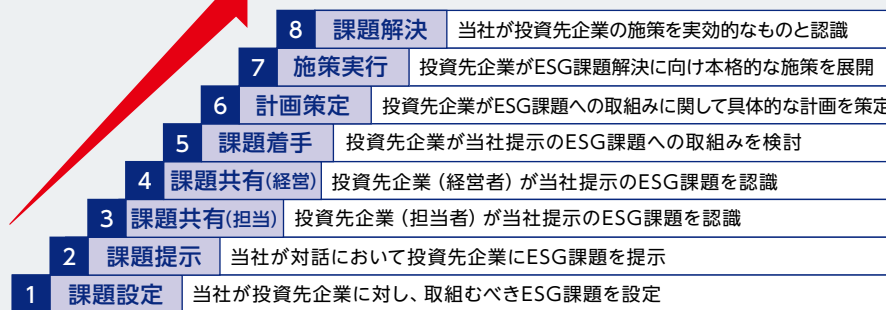 8 課題解決 当社が投資先企業の施策を実効的なものと認識
7 施策実行 投資先企業がESG課題解決に向け本格的な施策を展開
6 計画策定 投資先企業がESG課題への取組みに関して具体的な計画を策定
5 課題着手 投資先企業が当社提示のESG課題への取組みを検討
4 課題共有(経営) 投資先企業（経営者）が当社提示のESG課題を認識
3 課題共有(担当) 投資先企業（担当者）が当社提示のESG課題を認識
2 課題提示 当社が対話において投資先企業にESG課題を提示
1 課題設定 当社が投資先企業に対し、取組むべきESG課題を設定